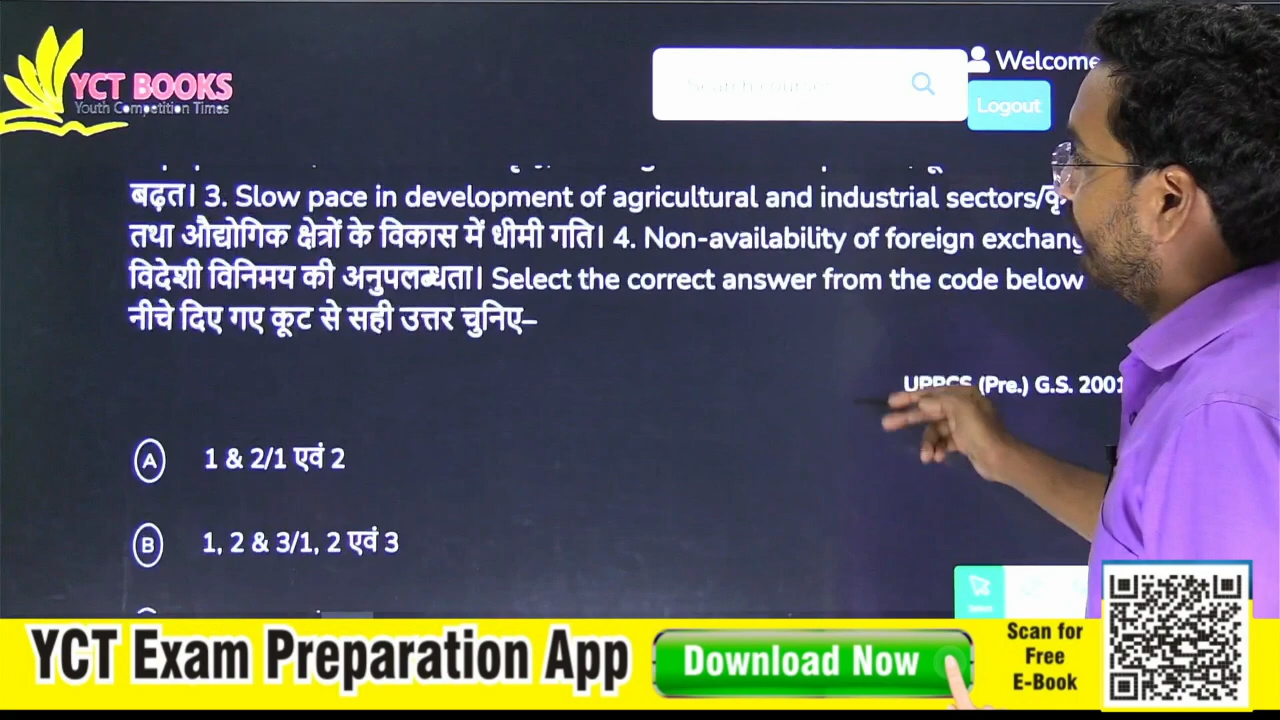 YCT BOOKS
Youth Competition Times
Search courses
Welcome
Logout
बढ़त। 3. Slow pace in development of agricultural and industrial sectors/कृ
तथा औद्योगिक क्षेत्रों के विकास में धीमी गति। 4. Non-availability of foreign exchang
विदेशी विनिमय की अनुपलब्धता। Select the correct answer from the code below
नीचे दिए गए कूट से सही उत्तर चुनिए–
UPPCS (Pre.) G.S. 2001
A 1 & 2/1 एवं 2
B 1, 2 & 3/1, 2 एवं 3
Select
YCT Exam Preparation App
Download Now
Scan for
Free
E-Book